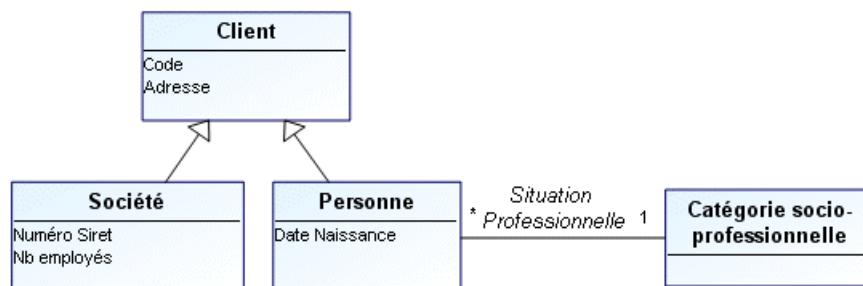 Client
Code
Adresse
Société
Numéro Siret
Nb employés
Personne
Date Naissance
Situation
* Professionnelle 1
Catégorie socio-
professionnelle